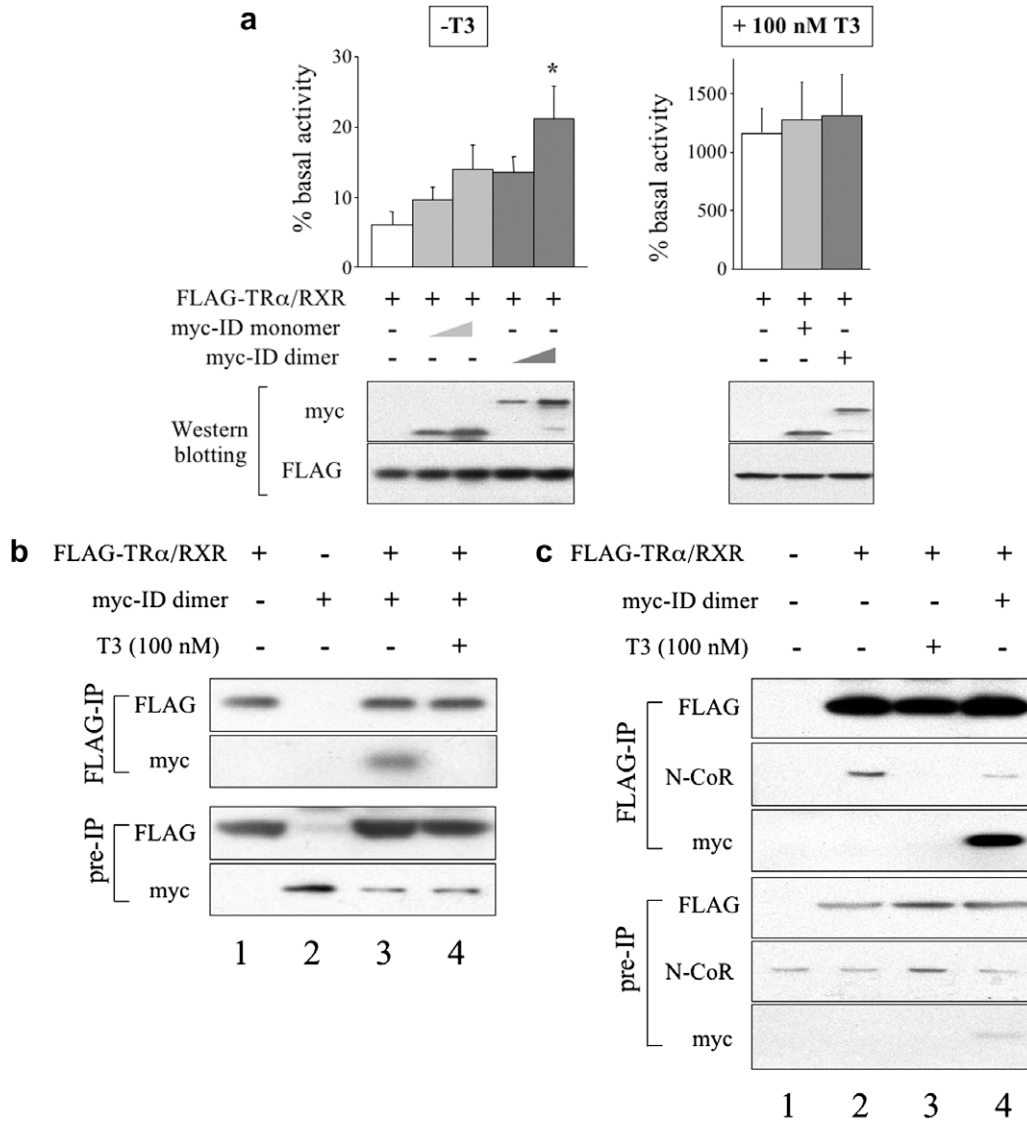 a
-T3
+ 100 nM T3
% basal activity
30
20
10
0
*
% basal activity
1500
1000
500
0
FLAG-TRα/RXR + + + + +
myc-ID monomer - - -
myc-ID dimer - - -
+ + +
- + -
- - +
Western blotting
myc
FLAG
b
FLAG-TRα/RXR + - + +
myc-ID dimer - + + +
T3 (100 nM) - - - +
FLAG-IP
FLAG
myc
pre-IP
FLAG
myc
1 2 3 4
c
FLAG-TRα/RXR - + + +
myc-ID dimer - - - +
T3 (100 nM) - - + -
FLAG-IP
FLAG
N-CoR
myc
pre-IP
FLAG
N-CoR
myc
1 2 3 4